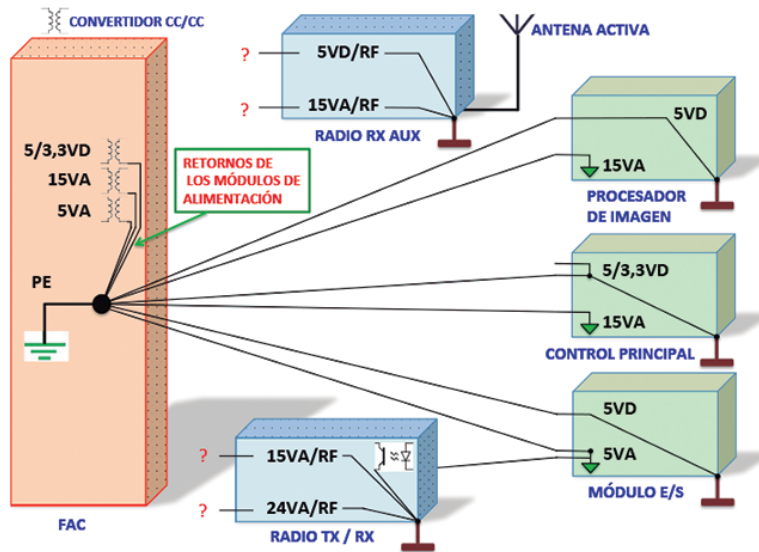 CONVERTIDOR CC/CC
5/3,3VD
15VA
5VA
RETORNOS DE
LOS MÓDULOS DE
ALIMENTACIÓN
PE
FAC
?
5VD/RF
?
15VA/RF
RADIO RX AUX
ANTENA ACTIVA
5VD
15VA
PROCESADOR
DE IMAGEN
5/3,3VD
15VA
CONTROL PRINCIPAL
5VD
5VA
MÓDULO E/S
?
15VA/RF
?
24VA/RF
RADIO TX / RX